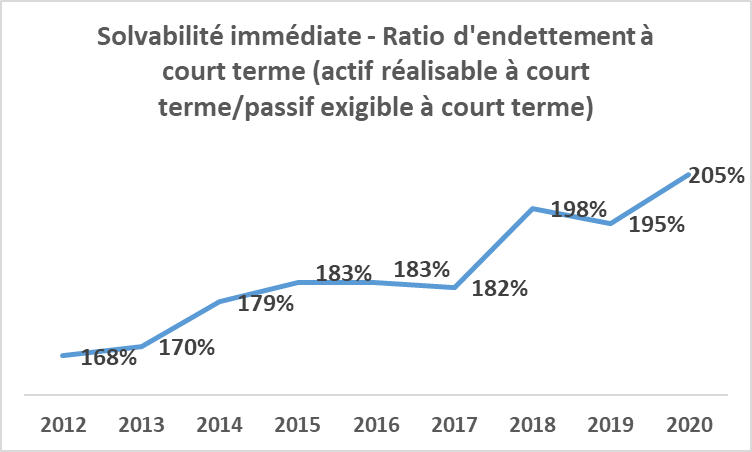 Solvabilité immédiate - Ratio d'endettement à
court terme (actif réalisable à court
terme/passif exigible à court terme)
168%
170%
179%
183%
183%
182%
198%
195%
205%
2012 2013 2014 2015 2016 2017 2018 2019 2020